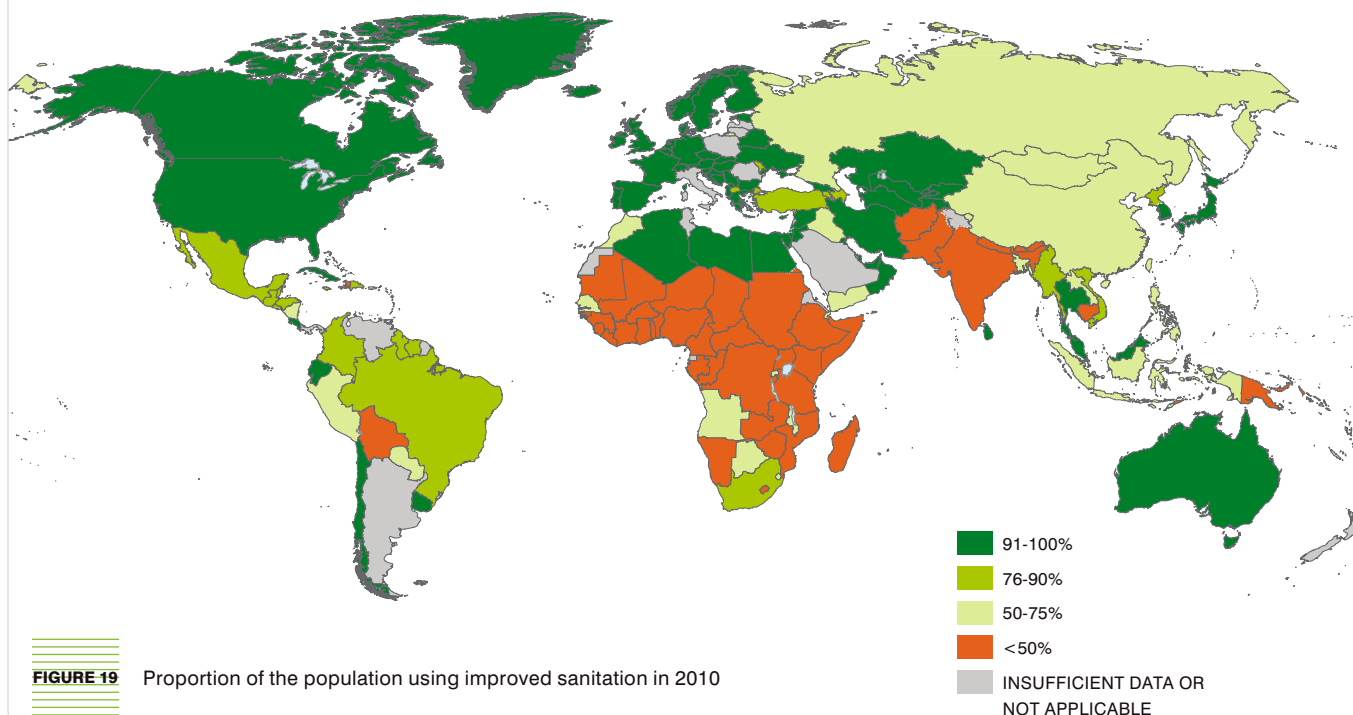 91-100%
76-90%
50-75%
<50%
INSUFFICIENT DATA OR
NOT APPLICABLE
FIGURE 19 Proportion of the population using improved sanitation in 2010